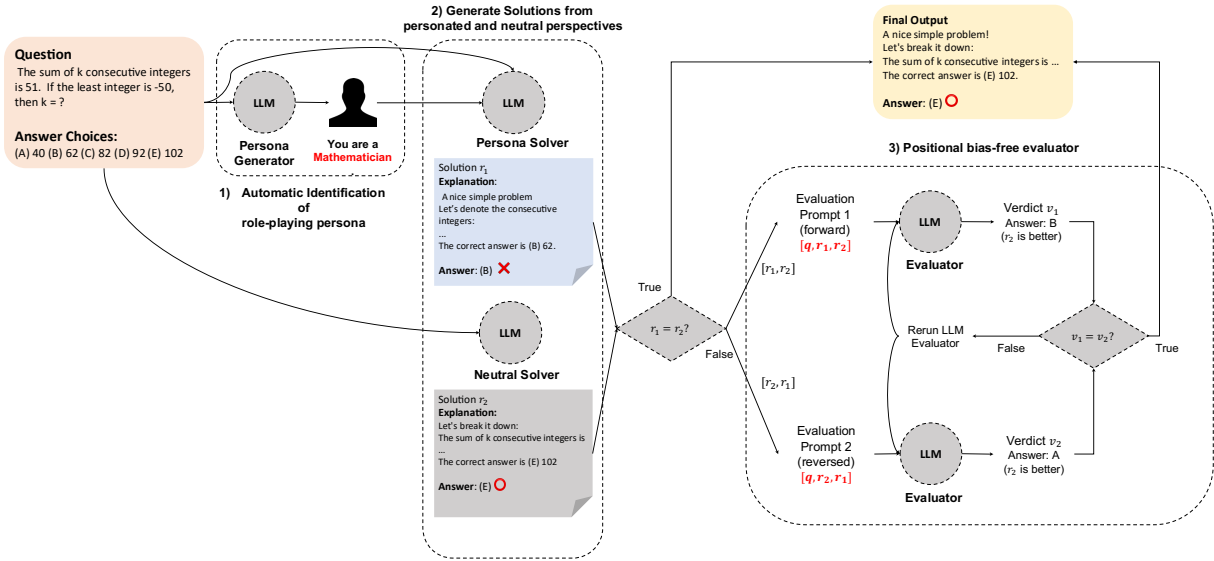 Question
The sum of k consecutive integers
is 51. If the least integer is -50,
then k = ?
Answer Choices:
(A) 40 (B) 62 (C) 82 (D) 92 (E) 102
LLM
Persona
Generator
You are a
Mathematician
1) Automatic Identification
of
role-playing persona
2) Generate Solutions from
personated and neutral perspectives
LLM
Persona Solver
Solution r₁
Explanation:
A nice simple problem
Let's denote the consecutive
integers:
...
The correct answer is (B) 62.
Answer: (B)
LLM
Neutral Solver
Solution r₂
Explanation:
Let's break it down:
The sum of k consecutive integers is
...
The correct answer is (E) 102
Answer: (E)
r₁ = r₂?
True
False
Final Output
A nice simple problem!
Let's break it down:
The sum of k consecutive integers is ...
The correct answer is (E) 102.
Answer: (E)
3) Positional bias-free evaluator
[r₁, r₂]
Evaluation
Prompt 1
(forward)
[q, r₁, r₂]
LLM
Evaluator
Verdict v₁
Answer: B
(r₂ is better)
Rerun LLM
Evaluator
False
v₁ = v₂?
True
[r₂, r₁]
Evaluation
Prompt 2
(reversed)
[q, r₂, r₁]
LLM
Evaluator
Verdict v₂
Answer: A
(r₂ is better)